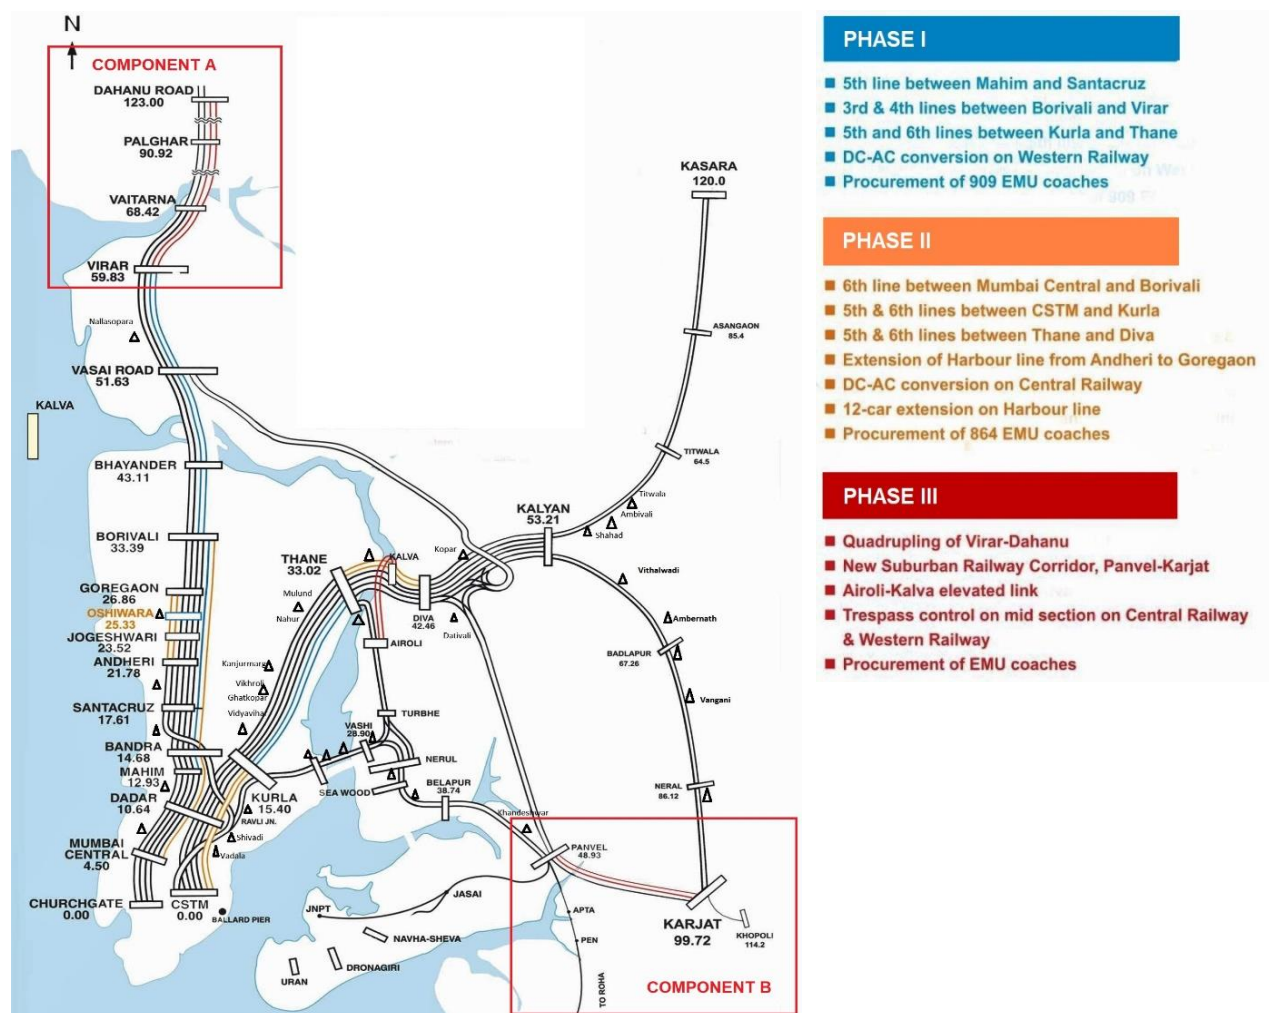 N
COMPONENT A
DAHANU ROAD
123.00
PALGHAR
90.92
VAITARNA
68.42
VIRAR
59.83
Nallasopara
VASAI ROAD
51.63
KALVA
BHAYANDER
43.11
BORIVALI
33.39
GOREGAON
26.86
OSHIWARA
25.33
JOGESHWARI
23.52
ANDHERI
21.78
SANTACRUZ
17.61
BANDRA
14.68
MAHIM
12.93
DADAR
10.64
MUMBAI
CENTRAL
4.50
CHURCHGATE
0.00
CSTM
0.00
BALLARD PIER
KASARA
120.0
ASANGAON
85.4
TITWALA
64.5
Titwala
Ambivali
Shahad
KALYAN
53.21
Kopar
THANE
33.02
KALVA
Mulund
Nahur
DIVA
42.46
Dativali
Vithalwadi
Ambernath
BADLAPUR
67.26
Vangani
NERAL
86.12
AIROLI
Kanjurmarg
Vikhroli
Ghatkopar
Vidyavihar
TURBHE
VASHI
28.90
NERUL
SEA WOOD
BELAPUR
38.74
KURLA
15.40
RAVLI JN.
Shivadi
Vadala
Khandeshwar
PANVEL
48.93
JASAI
JNPT
NAVHA-SHEVA
DRONAGIRI
URAN
APTA
PEN
TO ROHA
KARJAT
99.72
KHOPOLI
114.2
COMPONENT B
PHASE I
5th line between Mahim and Santacruz
3rd & 4th lines between Borivali and Virar
5th and 6th lines between Kurla and Thane
DC-AC conversion on Western Railway
Procurement of 909 EMU coaches
PHASE II
6th line between Mumbai Central and Borivali
5th & 6th lines between CSTM and Kurla
5th & 6th lines between Thane and Diva
Extension of Harbour line from Andheri to Goregaon
DC-AC conversion on Central Railway
12-car extension on Harbour line
Procurement of 864 EMU coaches
PHASE III
Quadrupling of Virar-Dahanu
New Suburban Railway Corridor, Panvel-Karjat
Airoli-Kalva elevated link
Trespass control on mid section on Central Railway
& Western Railway
Procurement of EMU coaches